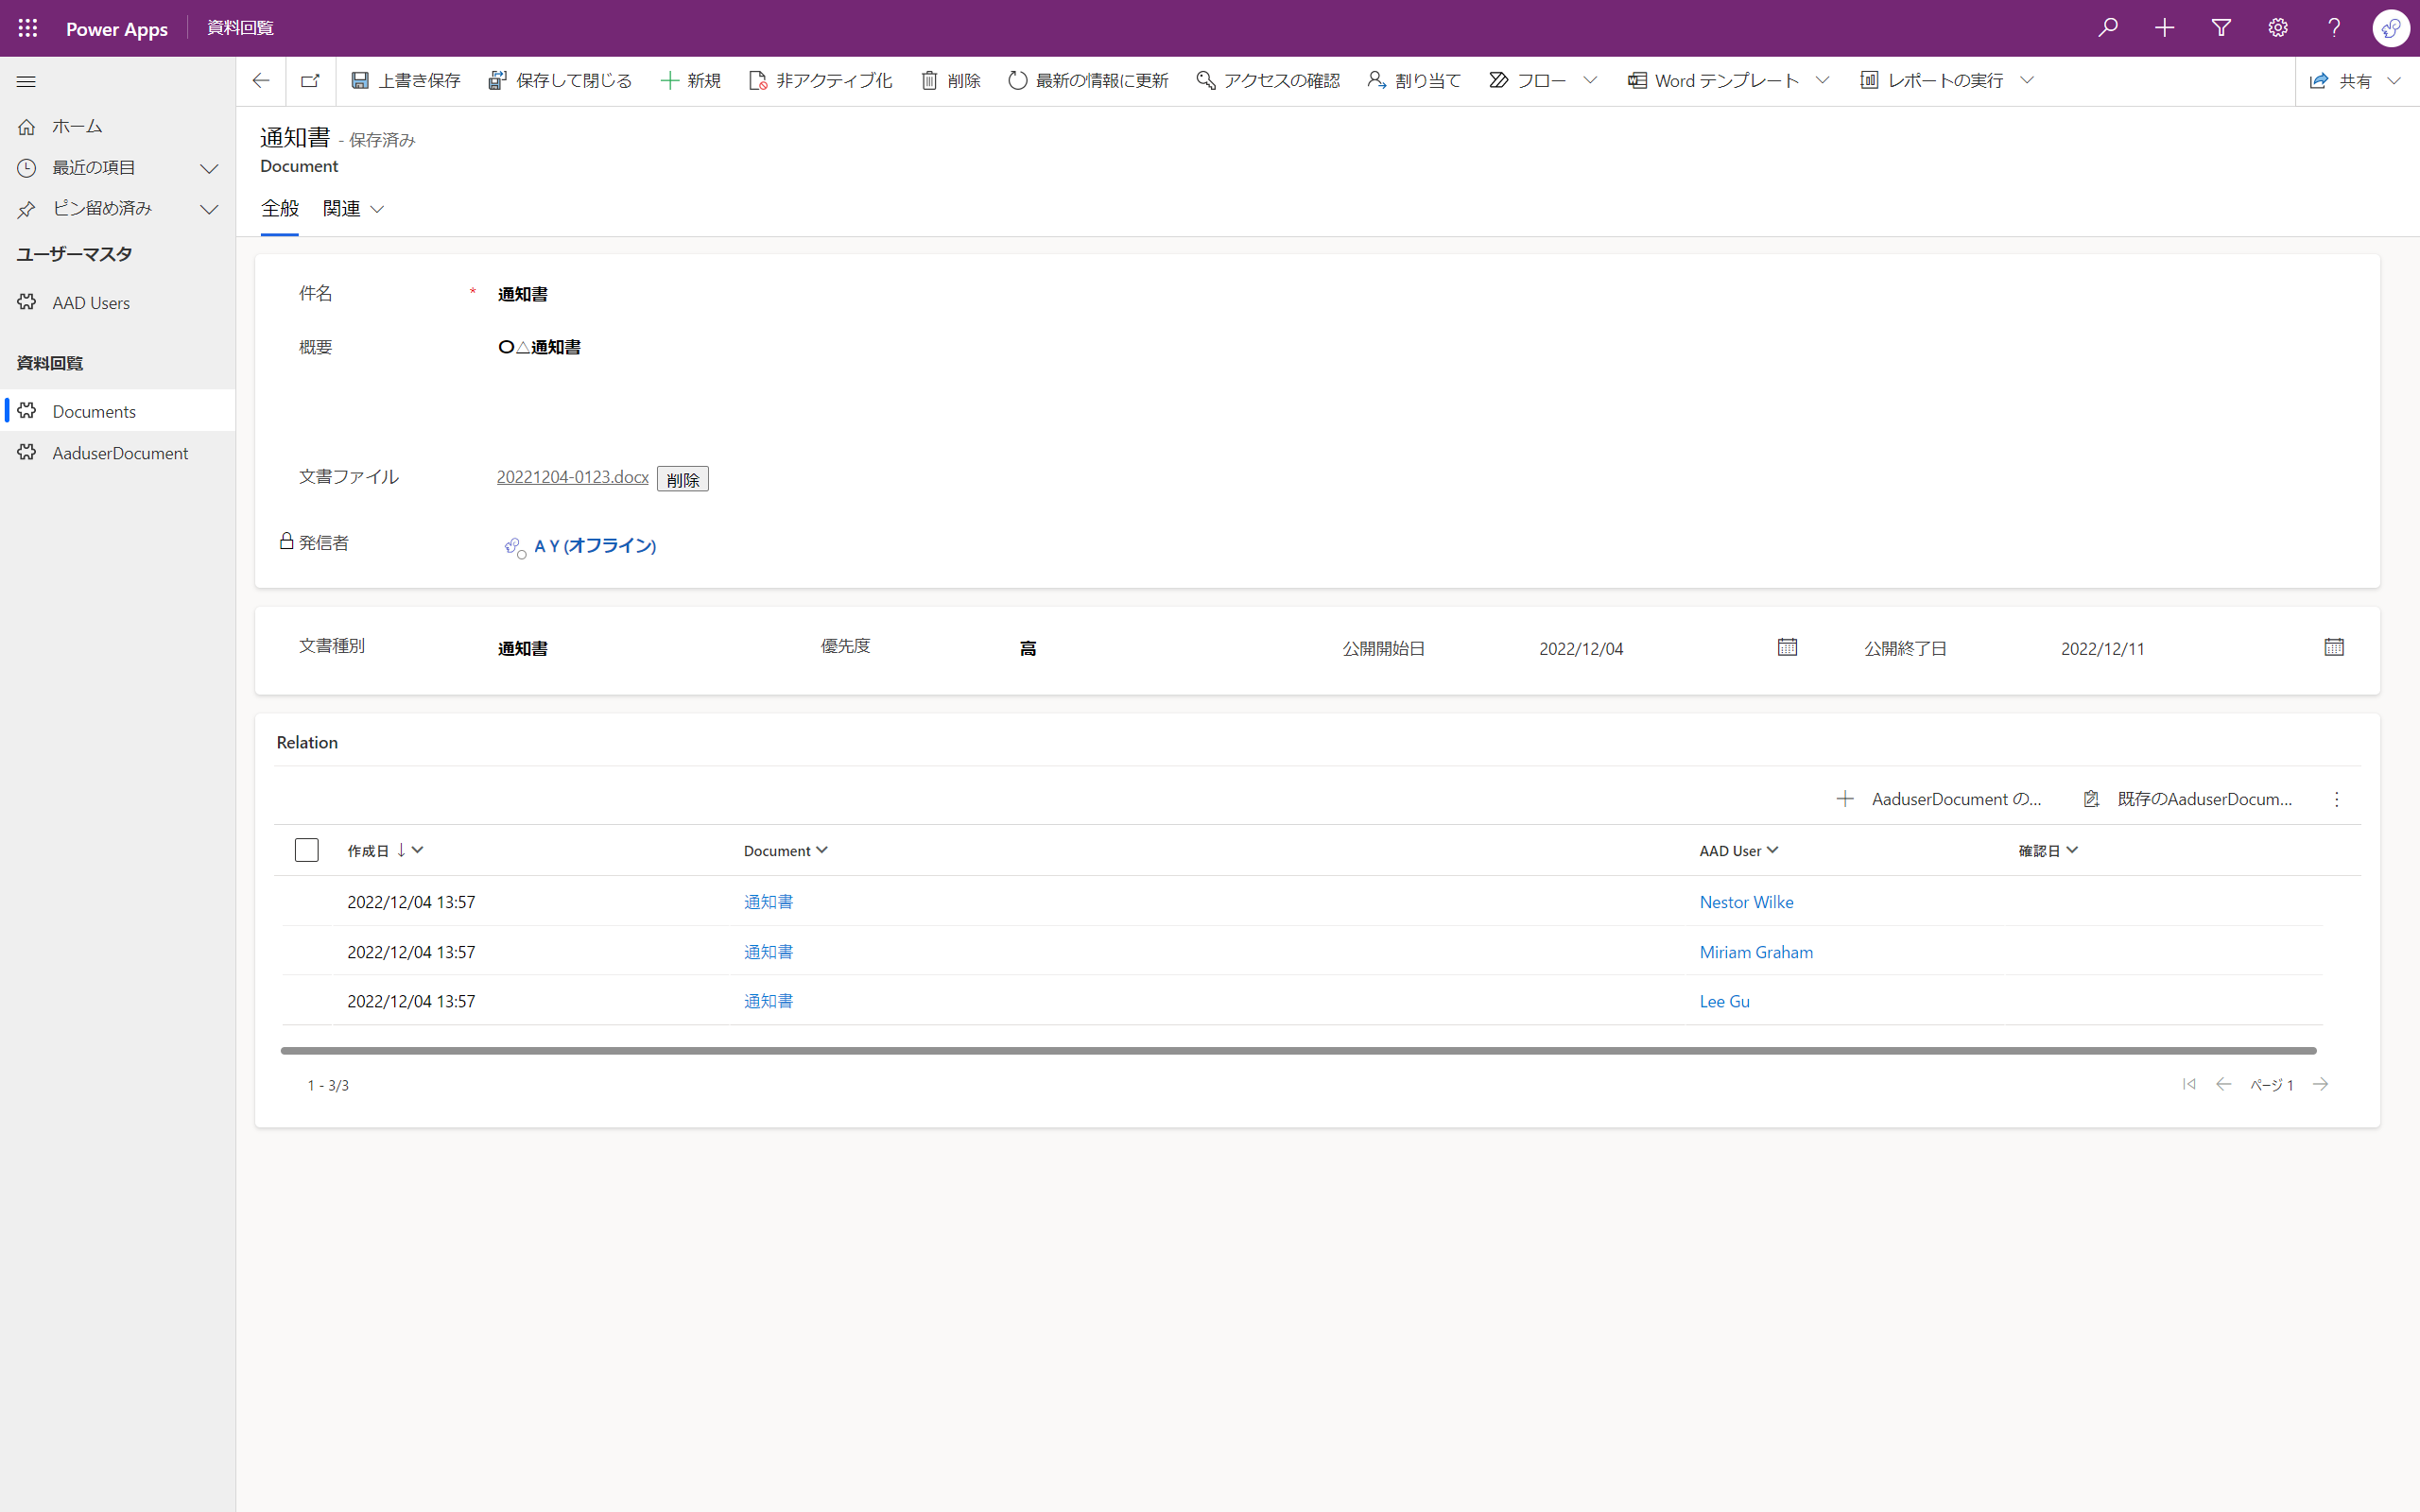 Power Apps 資料回覧
上書き保存 保存して閉じる 新規 非アクティブ化 削除 最新の情報に更新 アクセスの確認 割り当て フロー Word テンプレート レポートの実行 共有
ホーム
最近の項目
ピン留め済み
ユーザーマスタ
AAD Users
資料回覧
Documents
AaduserDocument
通知書 - 保存済み
Document
全般 関連
件名 * 通知書
概要 〇△通知書
文書ファイル 20221204-0123.docx 削除
発信者 A Y (オフライン)
文書種別 通知書 優先度 高 公開開始日 2022/12/04 公開終了日 2022/12/11
Relation
AaduserDocument の... 既存のAaduserDocum...
作成日 ↓ Document AAD User 確認日
2022/12/04 13:57 通知書 Nestor Wilke
2022/12/04 13:57 通知書 Miriam Graham
2022/12/04 13:57 通知書 Lee Gu
1 - 3/3 ページ 1